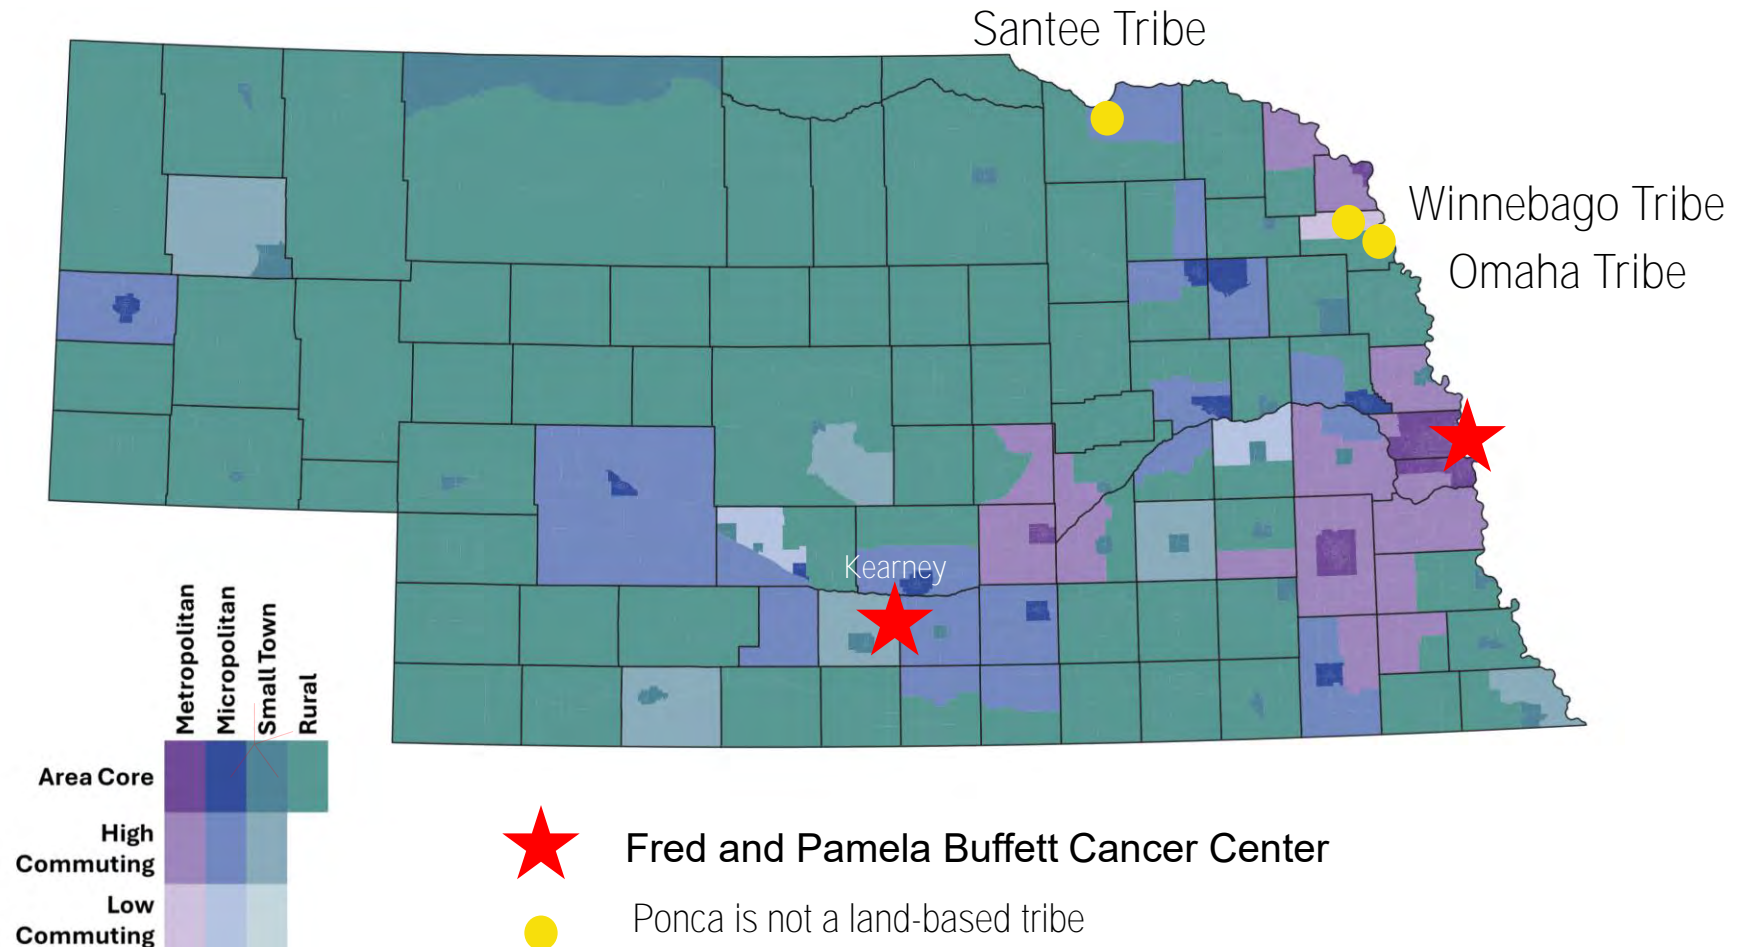 Santee Tribe
Winnebago Tribe
Omaha Tribe
Kearney
Metropolitan
Micropolitan
Small Town
Rural
Area Core
High
Commuting
Low
Commuting
Fred and Pamela Buffett Cancer Center
Ponca is not a land-based tribe